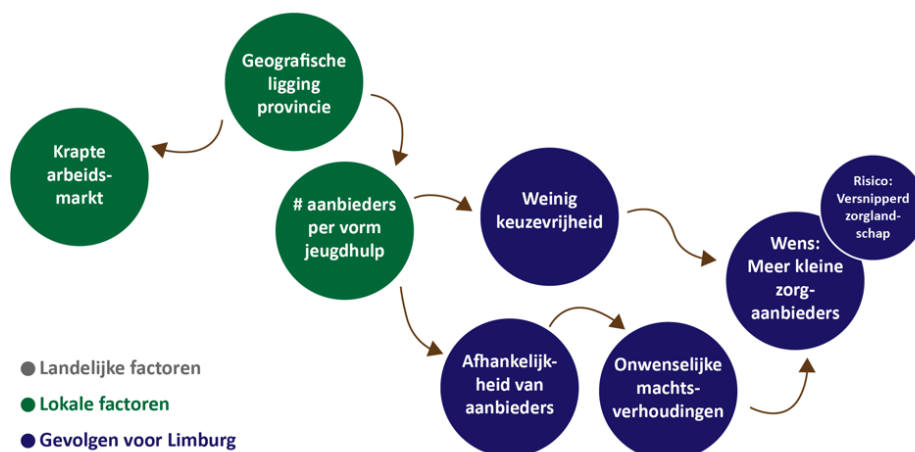 Geografische
ligging
provincie
Krapte
arbeids-
markt
# aanbieders
per vorm
jeugdhulp
Weinig
keuzevrijheid
Risico:
Versnipperd
zorgland-
schap
Wens:
Meer kleine
zorg-
aanbieders
Afhankelijk-
heid van
aanbieders
Onwenselijke
machts-
verhoudingen
Landelijke factoren
Lokale factoren
Gevolgen voor Limburg